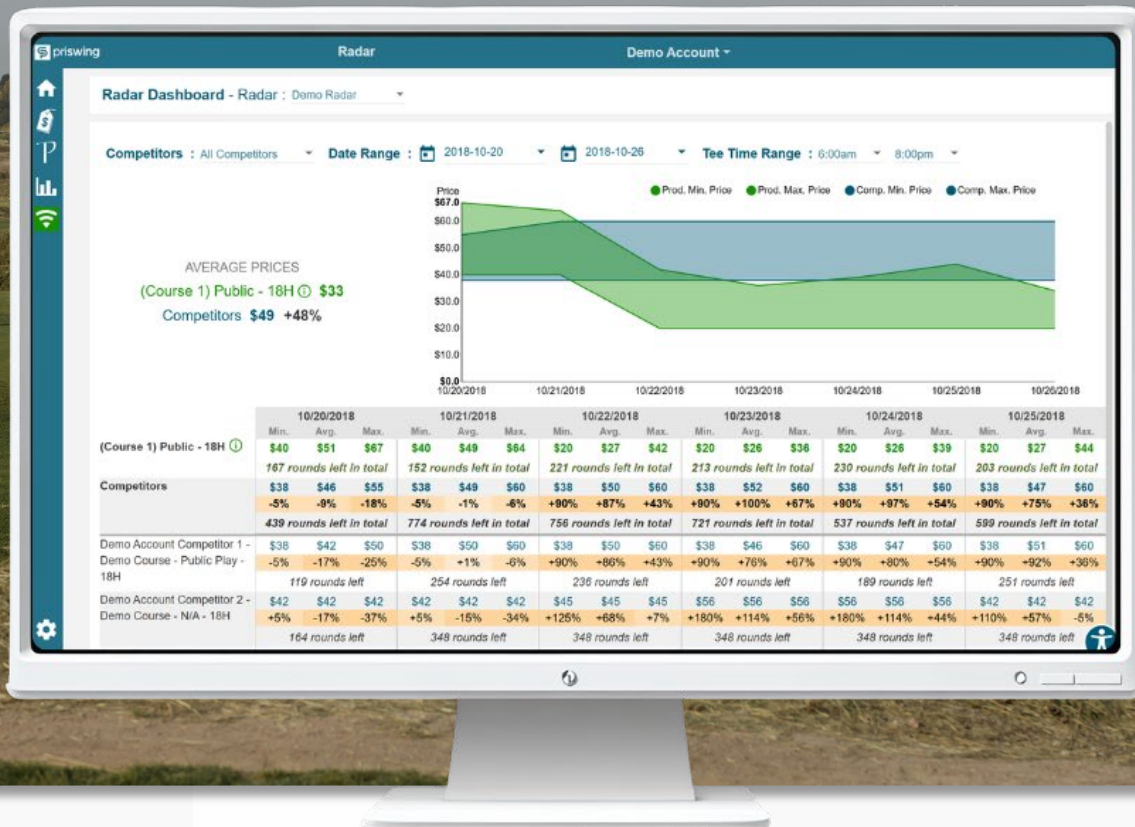 priswing Radar Demo Account
Radar Dashboard - Radar : Demo Radar
Competitors : All Competitors Date Range : 2018-10-20 2018-10-26 Tee Time Range : 6:00am 8:00pm
Price Prod. Min. Price Prod. Max. Price Comp. Min. Price Comp. Max. Price
$67.0
$60.0
$50.0
$40.0
$30.0
$20.0
$10.0
$0.0
10/20/2018 10/21/2018 10/22/2018 10/23/2018 10/24/2018 10/25/2018 10/26/2018
AVERAGE PRICES
(Course 1) Public - 18H $33
Competitors $49 +48%
10/20/2018 10/21/2018 10/22/2018 10/23/2018 10/24/2018 10/25/2018
Min. Avg. Max. Min. Avg. Max. Min. Avg. Max. Min. Avg. Max. Min. Avg. Max. Min. Avg. Max.
(Course 1) Public - 18H $40 $51 $67 $40 $49 $64 $20 $27 $42 $20 $26 $36 $20 $26 $39 $20 $27 $44
167 rounds left in total 152 rounds left in total 221 rounds left in total 213 rounds left in total 230 rounds left in total 203 rounds left in total
Competitors $38 $46 $55 $38 $49 $60 $38 $50 $60 $38 $52 $60 $38 $51 $60 $38 $47 $60
-5% -9% -18% -5% -1% -6% +90% +87% +43% +90% +100% +67% +90% +97% +54% +90% +75% +36%
439 rounds left in total 774 rounds left in total 756 rounds left in total 721 rounds left in total 537 rounds left in total 599 rounds left in total
Demo Account Competitor 1 - $38 $42 $50 $38 $50 $60 $38 $50 $60 $38 $46 $60 $38 $47 $60 $38 $51 $60
Demo Course - Public Play - -5% -17% -25% -5% +1% -6% +90% +86% +43% +90% +76% +67% +90% +80% +54% +90% +92% +36%
18H 119 rounds left 254 rounds left 236 rounds left 201 rounds left 189 rounds left 251 rounds left
Demo Account Competitor 2 - $42 $42 $42 $42 $42 $42 $45 $45 $45 $56 $56 $56 $56 $56 $56 $42 $42 $42
Demo Course - N/A - 18H +5% -17% -37% +5% -15% -34% +125% +68% +7% +180% +114% +56% +180% +114% +44% +110% +57% -5%
164 rounds left 348 rounds left 348 rounds left 348 rounds left 348 rounds left 348 rounds left